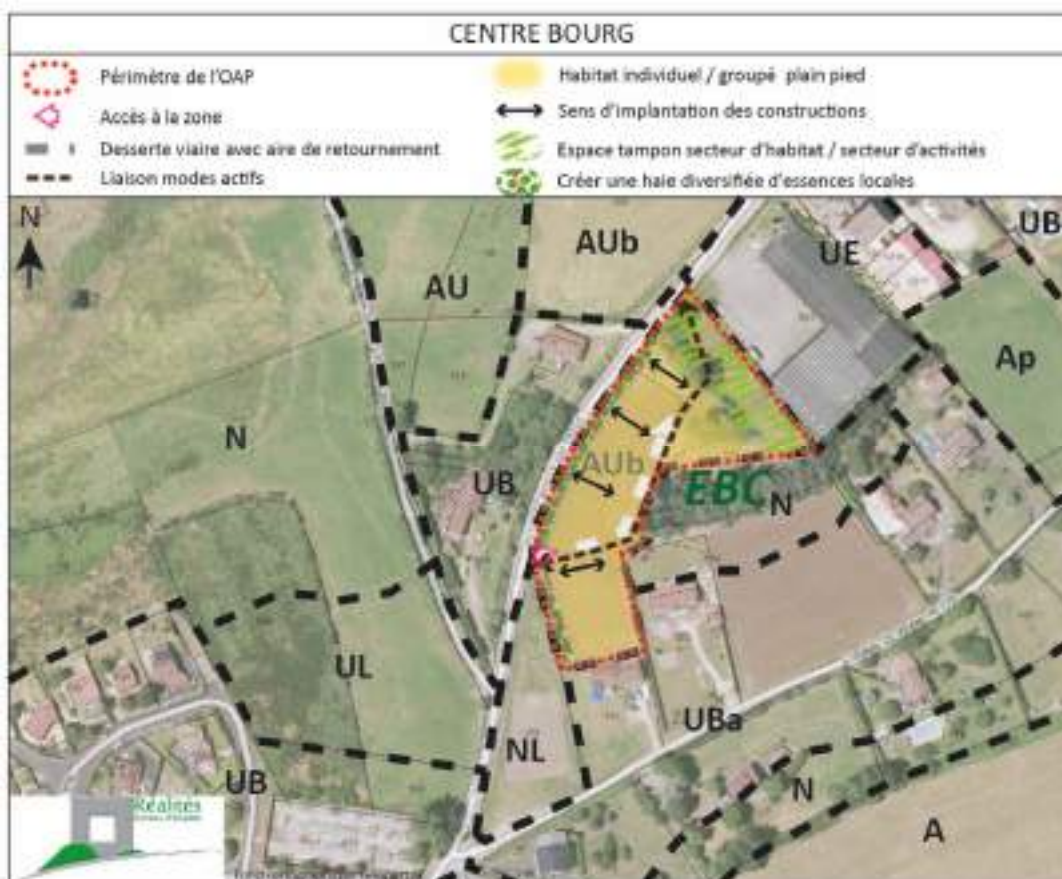 CENTRE BOURG
Périmètre de l'OAP
Accès à la zone
Desserte viaire avec aire de retournement
Liaison modes actifs
Habitat individuel / groupé plain pied
Sens d'implantation des constructions
Espace tampon secteur d'habitat / secteur d'activités
Créer une haie diversifiée d'essences locales
N
AUb
UE
UB
AU
Ap
N
UB
AUb
EBC
N
UL
UBa
NL
UB
N
A
Réalités